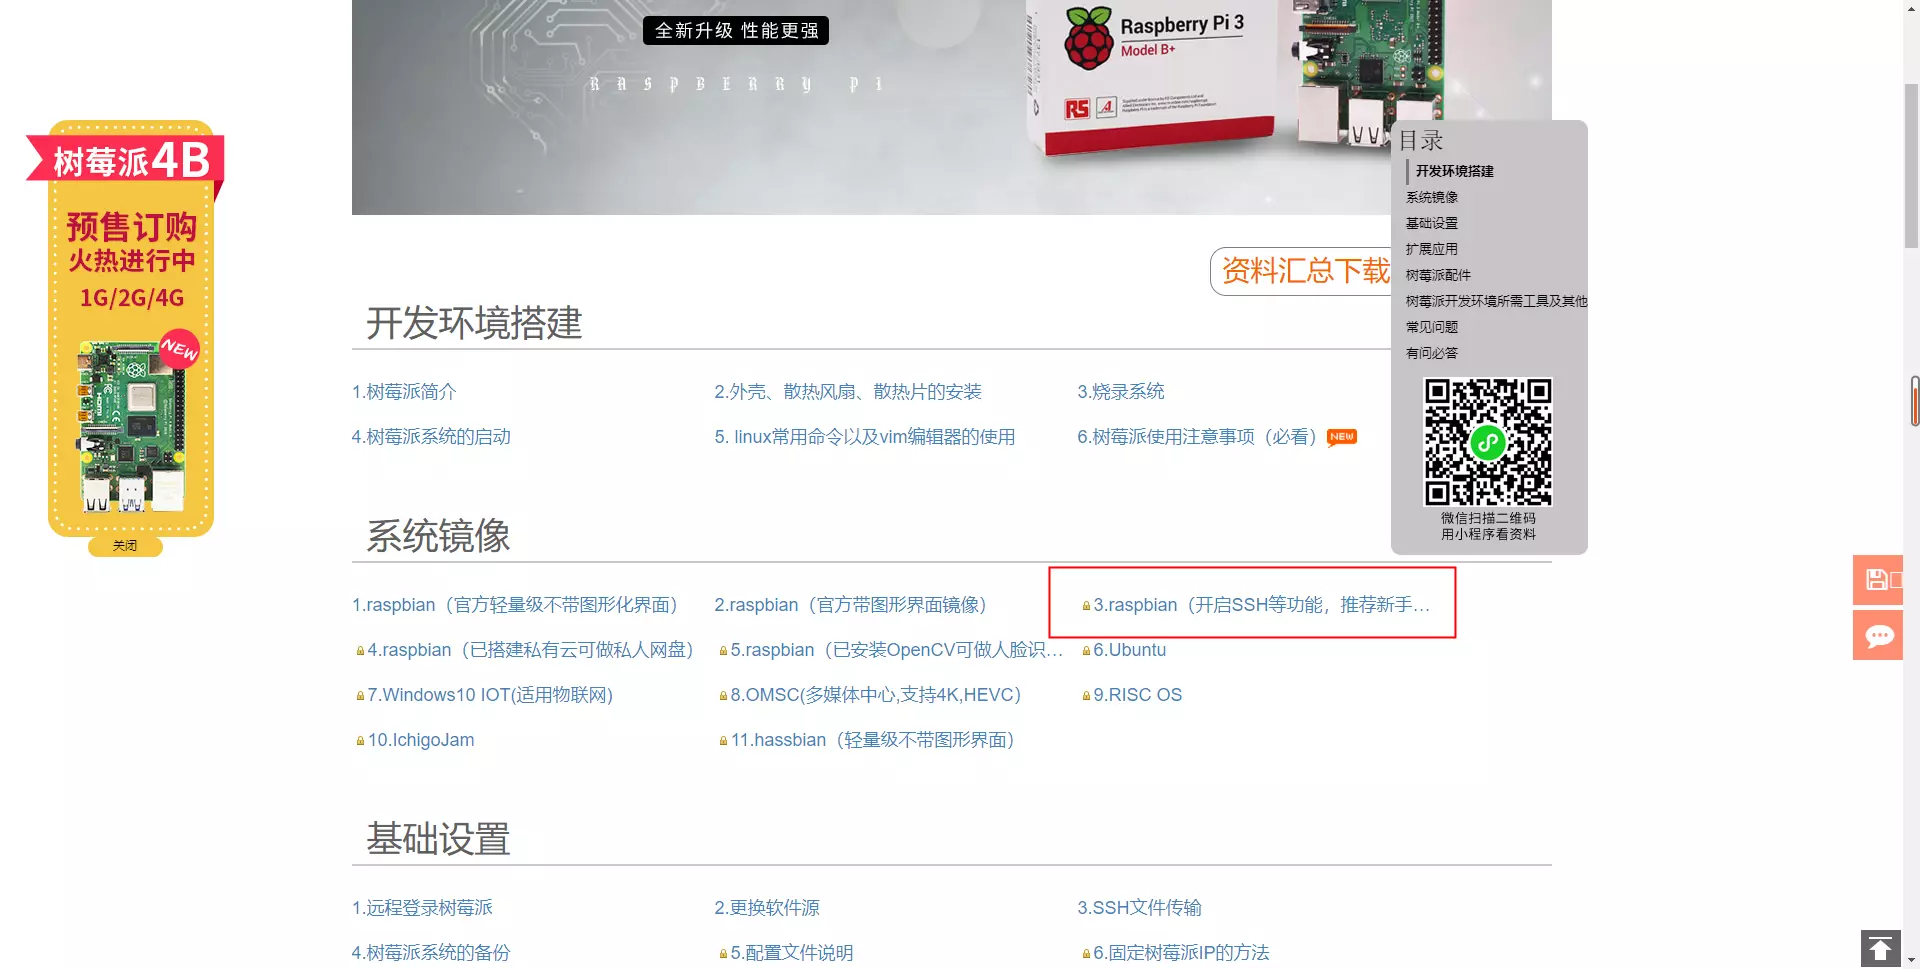 全新升级 性能更强
RASPBERRY PI
Raspberry Pi 3
Model B+
RS
树莓派4B
预售订购
火热进行中
1G/2G/4G
NEW
关闭
目录
开发环境搭建
系统镜像
基础设置
扩展应用
树莓派配件
树莓派开发环境所需工具及其他
常见问题
有问必答
微信扫描二维码
用小程序看资料
资料汇总下载
开发环境搭建
1.树莓派简介
2.外壳、散热风扇、散热片的安装
3.烧录系统
4.树莓派系统的启动
5. linux常用命令以及vim编辑器的使用
6.树莓派使用注意事项（必看）
NEW
系统镜像
1.raspbian（官方轻量级不带图形化界面）
2.raspbian（官方带图形界面镜像）
3.raspbian（开启SSH等功能，推荐新手…
4.raspbian（已搭建私有云可做私人网盘）
5.raspbian（已安装OpenCV可做人脸识…
6.Ubuntu
7.Windows10 IOT(适用物联网)
8.OMSC(多媒体中心,支持4K,HEVC）
9.RISC OS
10.IchigoJam
11.hassbian（轻量级不带图形界面）
基础设置
1.远程登录树莓派
2.更换软件源
3.SSH文件传输
4.树莓派系统的备份
5.配置文件说明
6.固定树莓派IP的方法